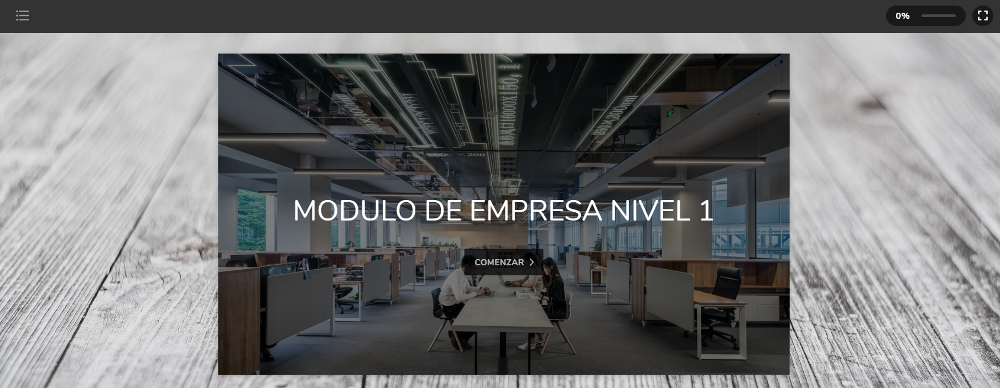 0%
MODULO DE EMPRESA NIVEL 1
COMENZAR